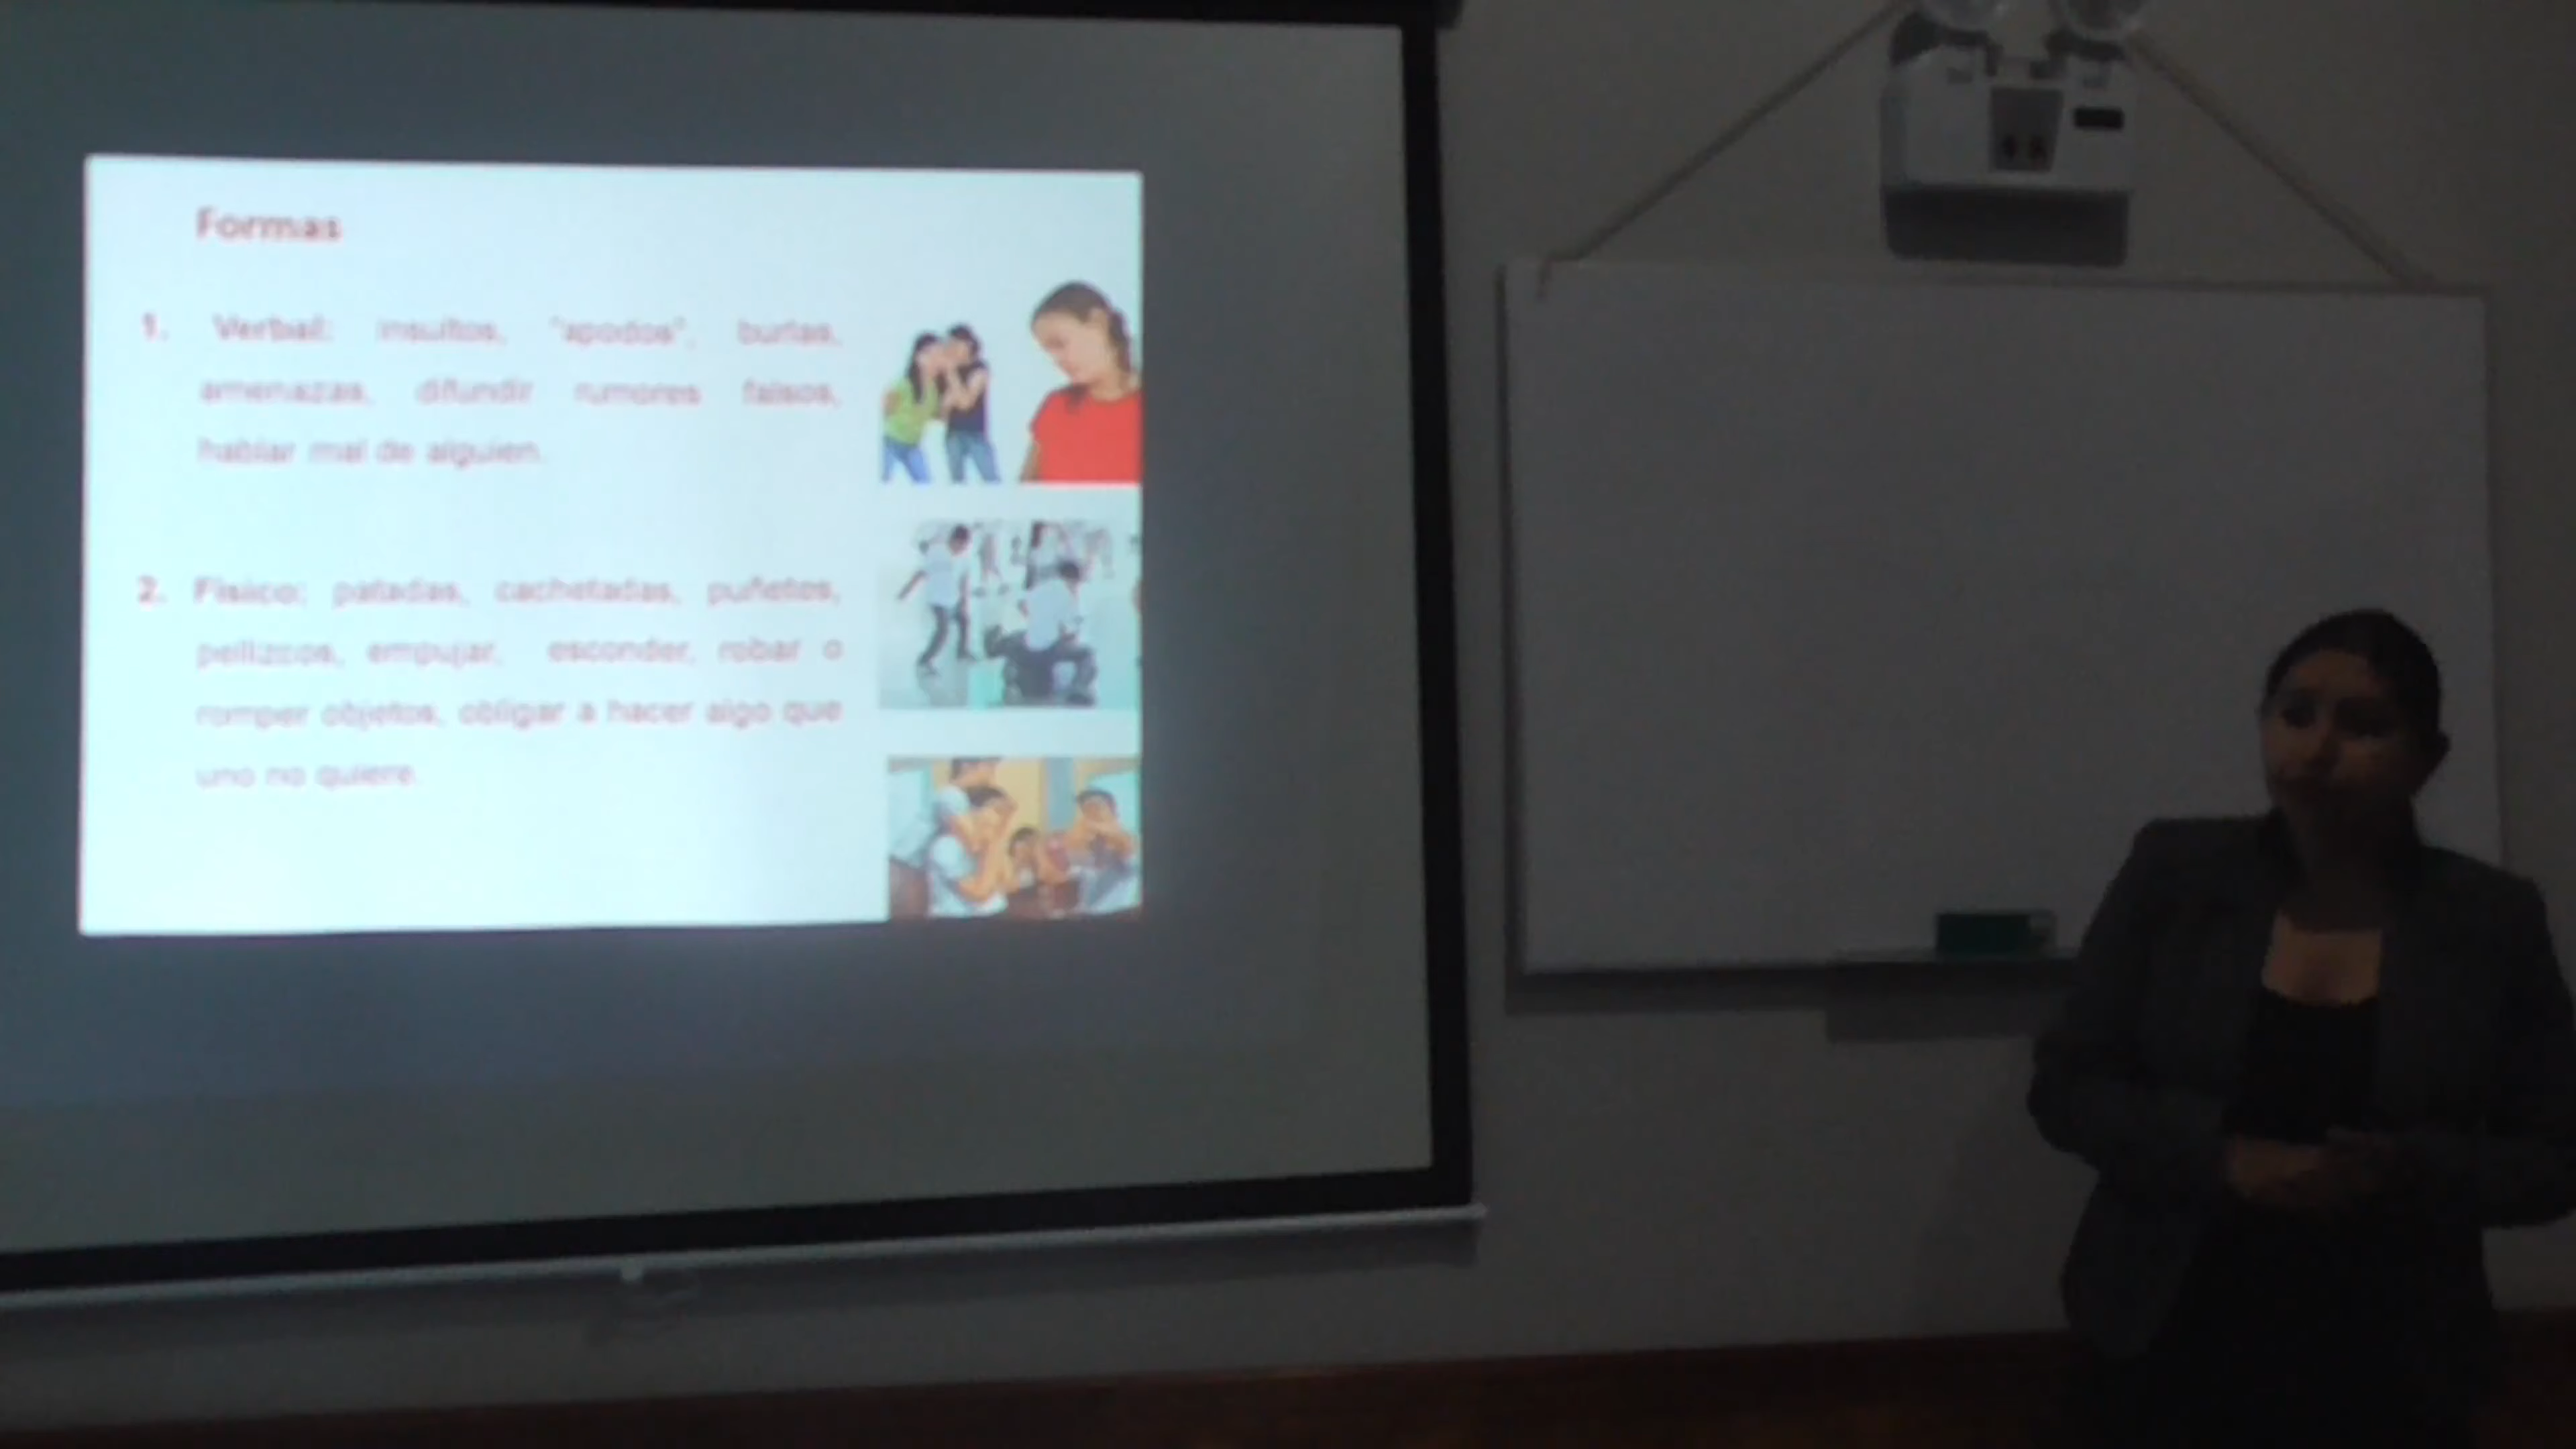 Formas
1. Verbal: insultos, "apodos", burlas,
amenazas, difundir rumores falsos,
hablar mal de alguien.
2. Físico: patadas, cachetadas, puñetes,
pellizcos, empujar, esconder, robar o
romper objetos, obligar a hacer algo que
uno no quiere.